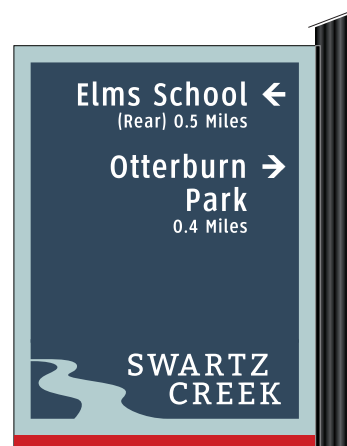 Elms School ←
(Rear) 0.5 Miles
Otterburn →
Park
0.4 Miles
SWARTZ
CREEK